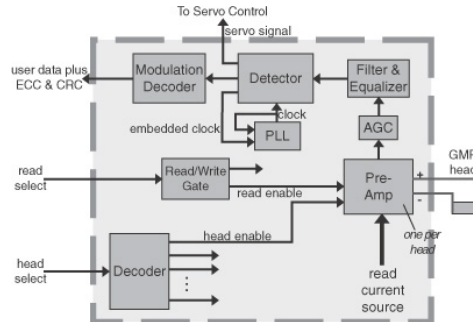 To Servo Control
servo signal
user data plus
ECC & CRC
Modulation
Decoder
Detector
Filter &
Equalizer
embedded clock
clock
PLL
AGC
GMR
head
read
select
Read/Write
Gate
read enable
Pre-
Amp
+
-
one per
head
head enable
head
select
Decoder
read
current
source